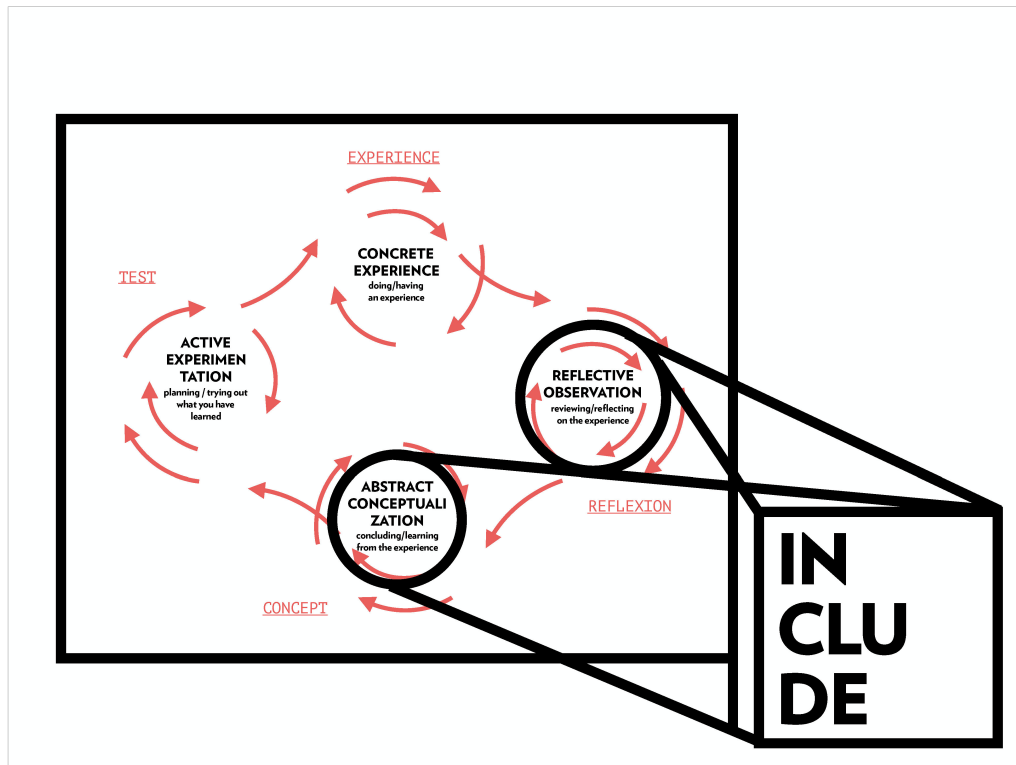 EXPERIENCE
CONCRETE
EXPERIENCE
doing/having
an experience
TEST
ACTIVE
EXPERIMEN
TATION
planning / trying out
what you have
learned
REFLECTIVE
OBSERVATION
reviewing/reflecting
on the experience
REFLEXION
ABSTRACT
CONCEPTUALI
ZATION
concluding/learning
from the experience
CONCEPT
IN
CLU
DE